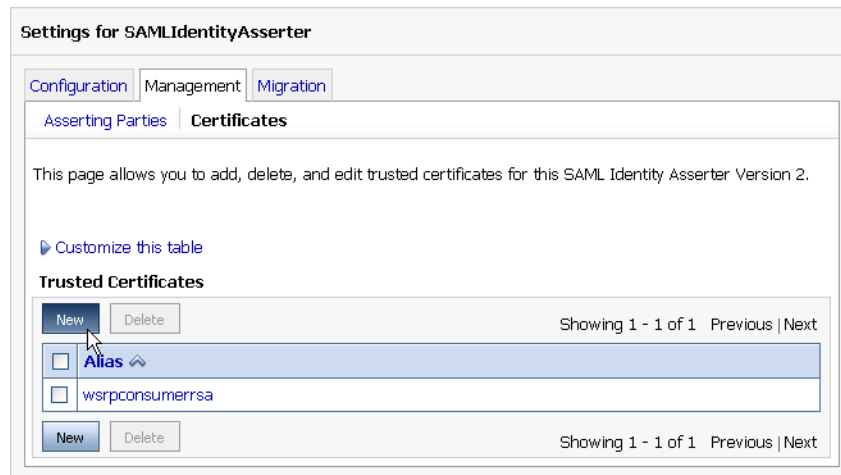 Settings for SAMLIdentityAsserter
Configuration Management Migration
Asserting Parties Certificates
This page allows you to add, delete, and edit trusted certificates for this SAML Identity Asserter Version 2.
Customize this table
Trusted Certificates
New Delete Showing 1 - 1 of 1 Previous | Next
Alias
wsrpconsumerrsa
New Delete Showing 1 - 1 of 1 Previous | Next